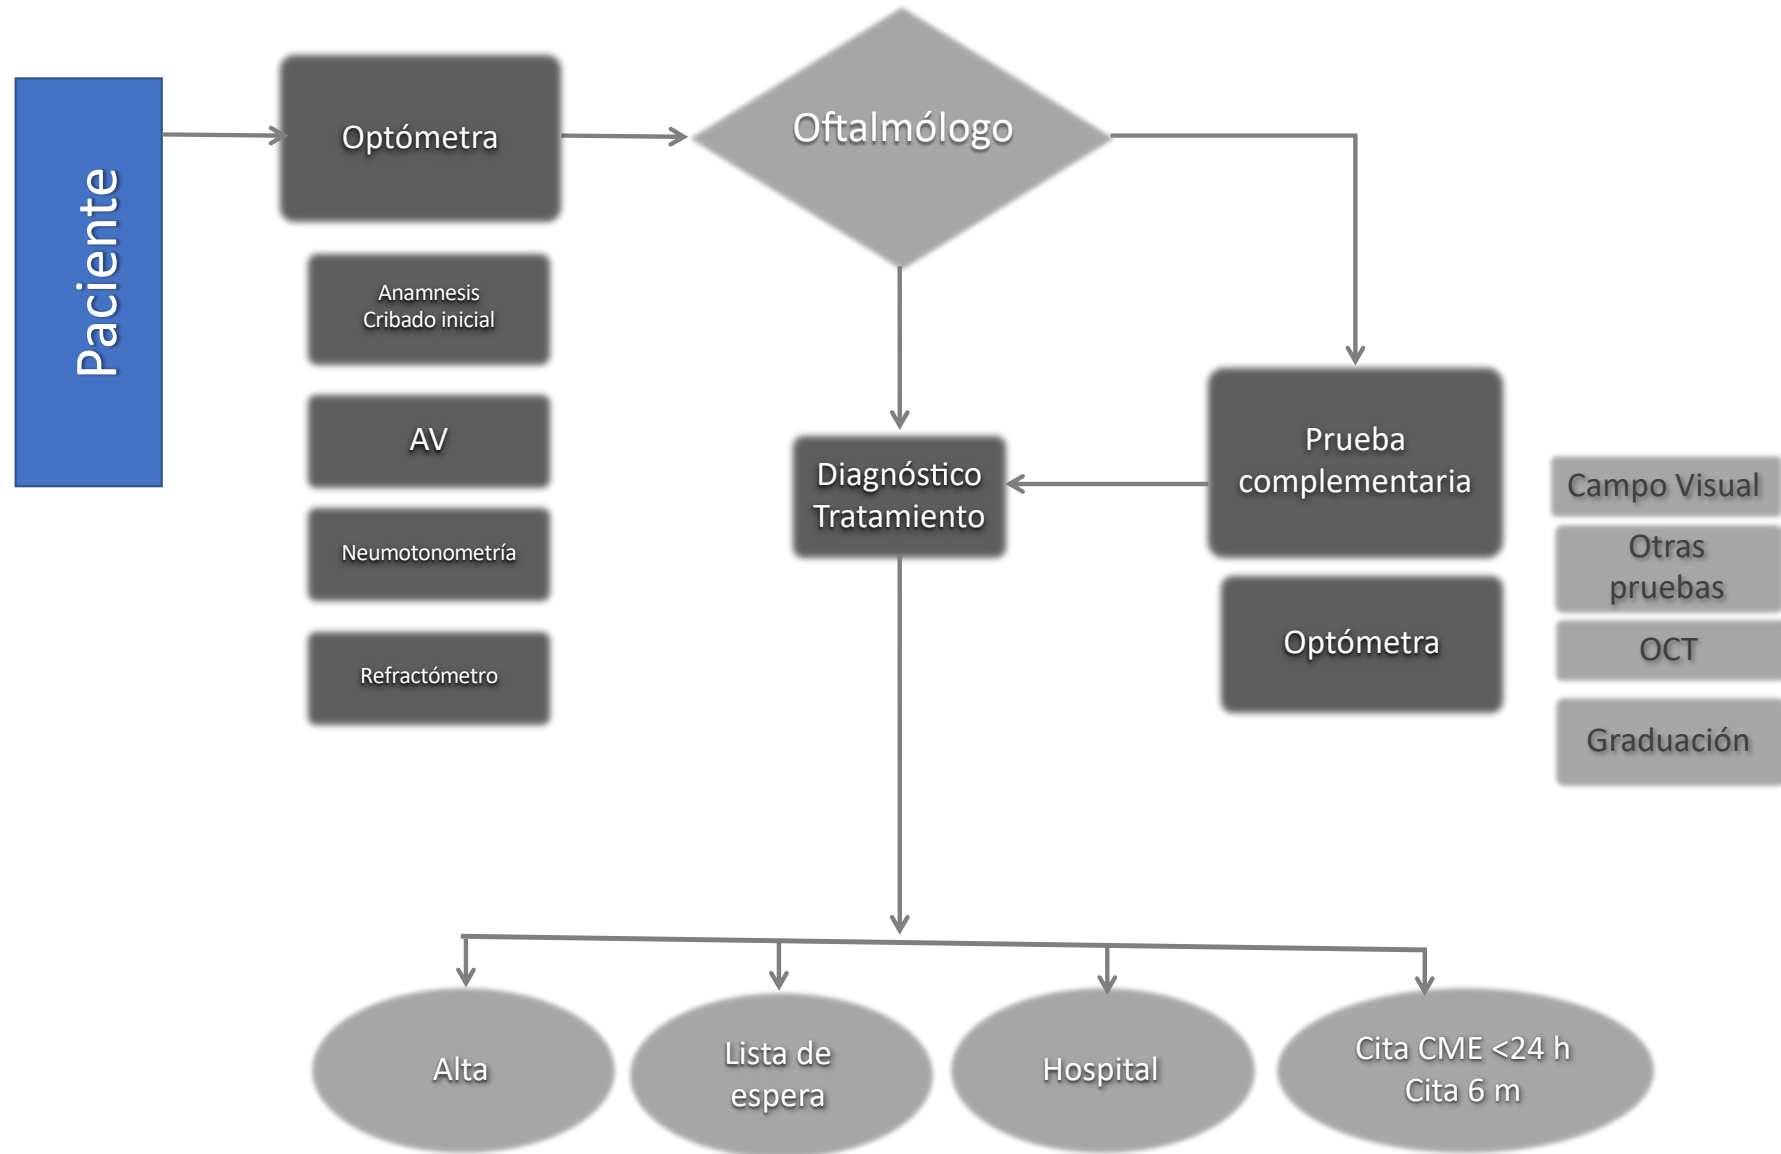 Paciente
Optómetra
Anamnesis
Cribado inicial
AV
Neumotonometría
Refractómetro
Oftalmólogo
Diagnóstico
Tratamiento
Prueba
complementaria
Optómetra
Campo Visual
Otras
pruebas
OCT
Graduación
Alta
Lista de
espera
Hospital
Cita CME <24 h
Cita 6 m